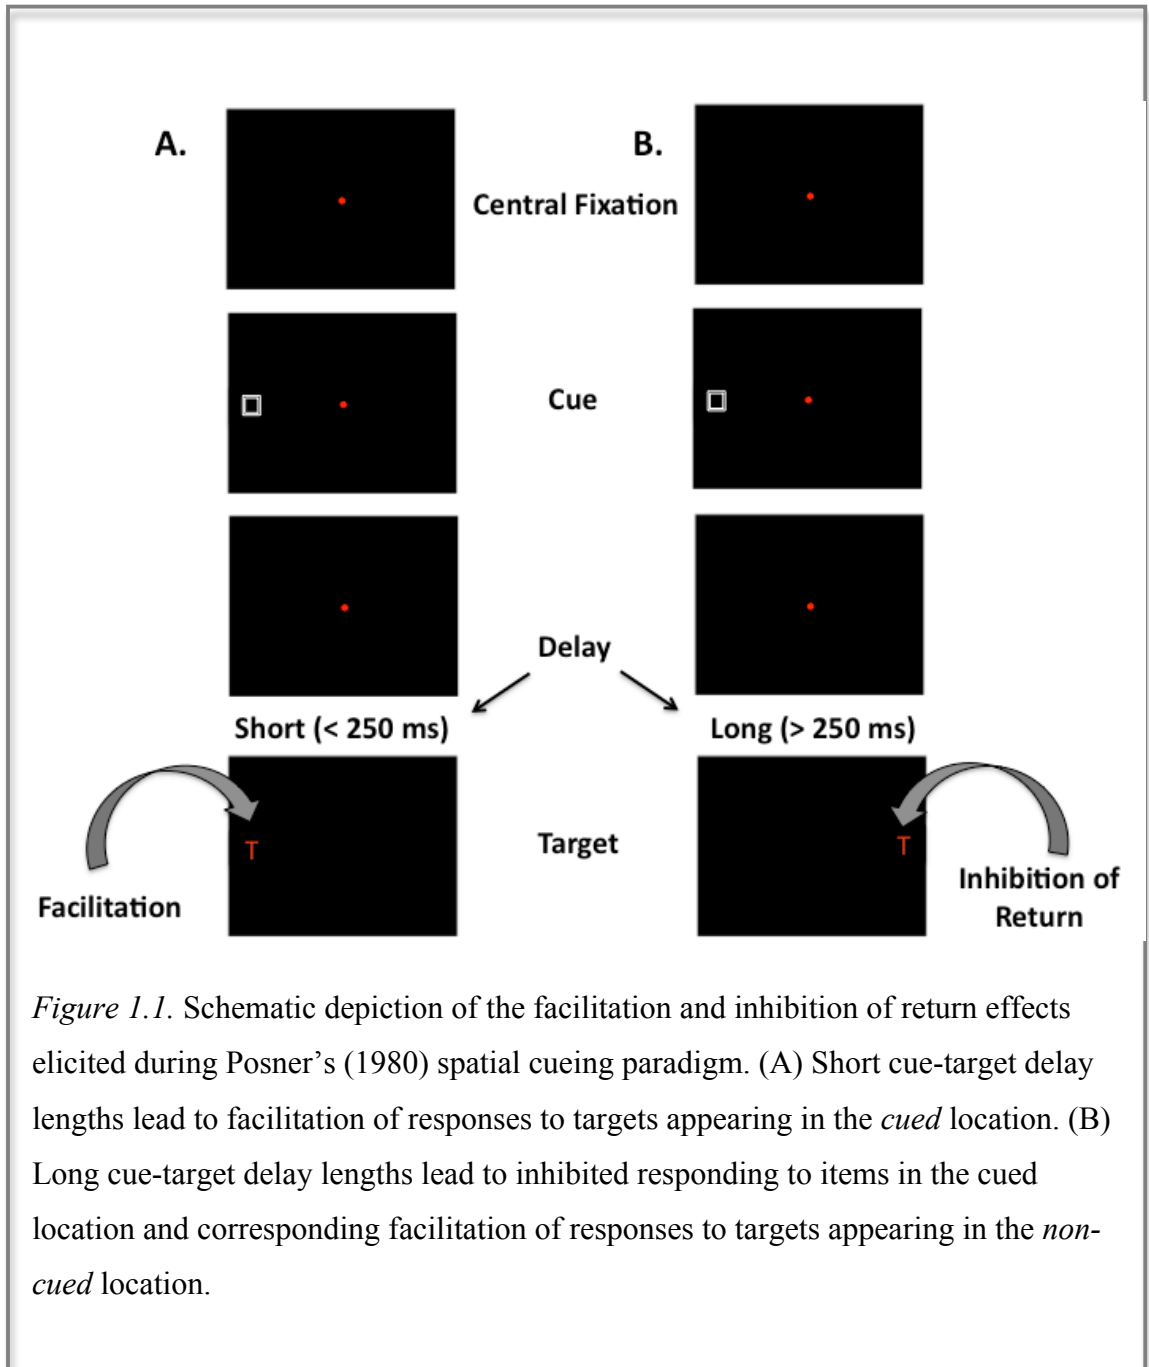 A.
B.
Central Fixation
Cue
Delay
Short (< 250 ms)
Long (> 250 ms)
T
Target
T
Facilitation
Inhibition of
Return
Figure 1.1. Schematic depiction of the facilitation and inhibition of return effects
elicited during Posner’s (1980) spatial cueing paradigm. (A) Short cue-target delay
lengths lead to facilitation of responses to targets appearing in the cued location. (B)
Long cue-target delay lengths lead to inhibited responding to items in the cued
location and corresponding facilitation of responses to targets appearing in the non-
cued location.